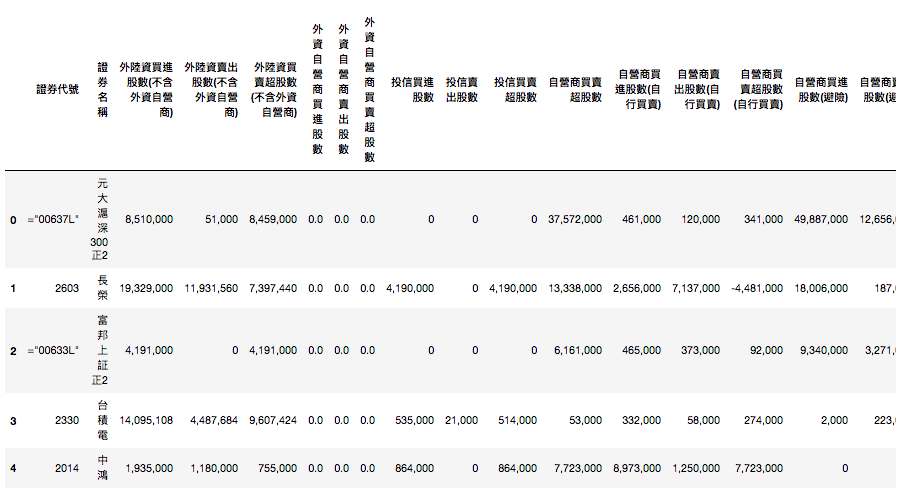 證券代號
證券名稱
外陸資買進
股數(不含
外資自營
商)
外陸資賣出
股數(不含
外資自營
商)
外陸資買
賣超股數
(不含外資
自營商)
外資自營商買進股數
外資自營商賣出股數
外資自營商買賣超股數
投信買進
股數
投信賣
出股數
投信買賣
超股數
自營商買賣
超股數
自營商買
進股數(自
行買賣)
自營商賣
出股數(自
行買賣)
自營商買
賣超股數
(自行買賣)
自營商買進
股數(避險)
自營商
股數(
0 ="00637L" 元大滬深300正2 8,510,000 51,000 8,459,000 0.0 0.0 0.0 0 0 0 37,572,000 461,000 120,000 341,000 49,887,000 12,656,
1 2603 長榮 19,329,000 11,931,560 7,397,440 0.0 0.0 0.0 4,190,000 0 4,190,000 13,338,000 2,656,000 7,137,000 -4,481,000 18,006,000 187,
2 ="00633L" 富邦上証正2 4,191,000 0 4,191,000 0.0 0.0 0.0 0 0 0 6,161,000 465,000 373,000 92,000 9,340,000 3,271,
3 2330 台積電 14,095,108 4,487,684 9,607,424 0.0 0.0 0.0 535,000 21,000 514,000 53,000 332,000 58,000 274,000 2,000 223,
4 2014 中鴻 1,935,000 1,180,000 755,000 0.0 0.0 0.0 864,000 0 864,000 7,723,000 8,973,000 1,250,000 7,723,000 0